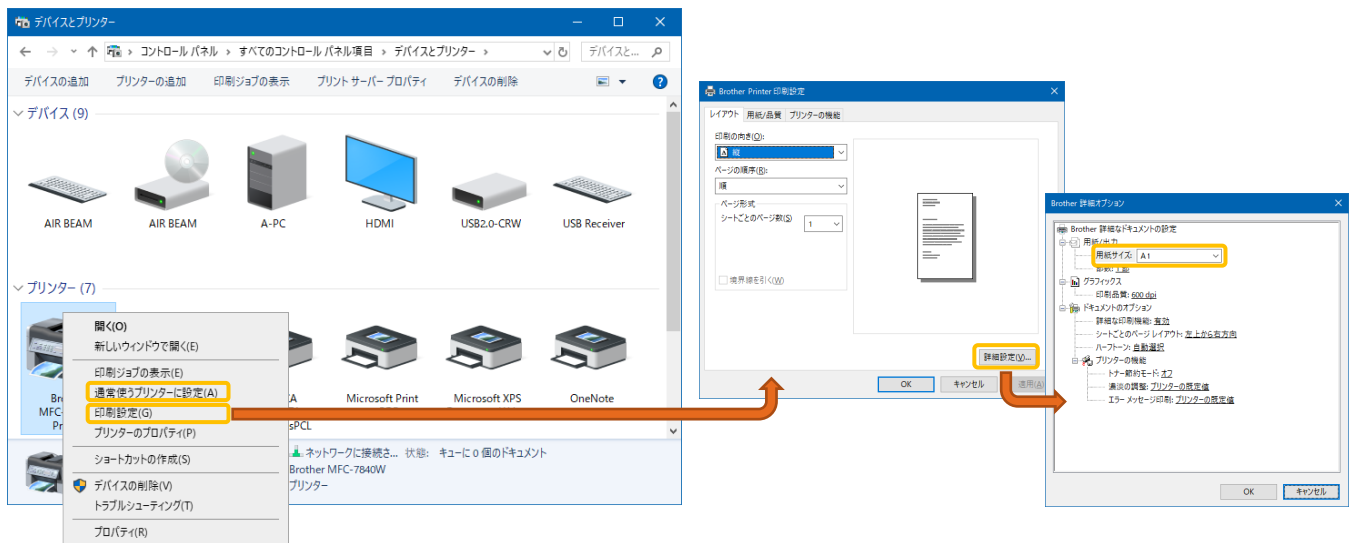 デバイスとプリンター
コントロール パネル › すべてのコントロール パネル項目 › デバイスとプリンター ›
デバイスと...
デバイスの追加 プリンターの追加 印刷ジョブの表示 プリント サーバー プロパティ デバイスの削除
デバイス (9)
AIR BEAM AIR BEAM A-PC HDMI USB2.0-CRW USB Receiver
プリンター (7)
開く(O)
新しいウィンドウで開く(E)
印刷ジョブの表示(E)
通常使うプリンターに設定(A)
印刷設定(G)
プリンターのプロパティ(P)
ショートカットの作成(S)
デバイスの削除(V)
トラブルシューティング(T)
プロパティ(R)
Microsoft Print Microsoft XPS OneNote
sPCL
ネットワークに接続さ... 状態: キューに 0 個のドキュメント
Brother MFC-7840W
プリンター
Brother Printer 印刷設定
レイアウト 用紙/品質 プリンターの機能
印刷の向き(O):
縦
ページの順序(R):
順
ページ形式
シートごとのページ数(S) 1
境界線を引く(W)
詳細設定(V)...
OK キャンセル 適用(A)
Brother 詳細オプション
Brother 詳細なドキュメントの設定
用紙/出力
用紙サイズ: A1
部数: 1 部
グラフィックス
印刷品質: 600 dpi
ドキュメントのオプション
詳細な印刷機能: 有効
シートごとのページ レイアウト: 左上から右方向
ハーフトーン: 自動選択
プリンターの機能
トナー節約モード: オフ
濃淡の調整: プリンターの既定値
エラー メッセージ印刷: プリンターの既定値
OK キャンセル